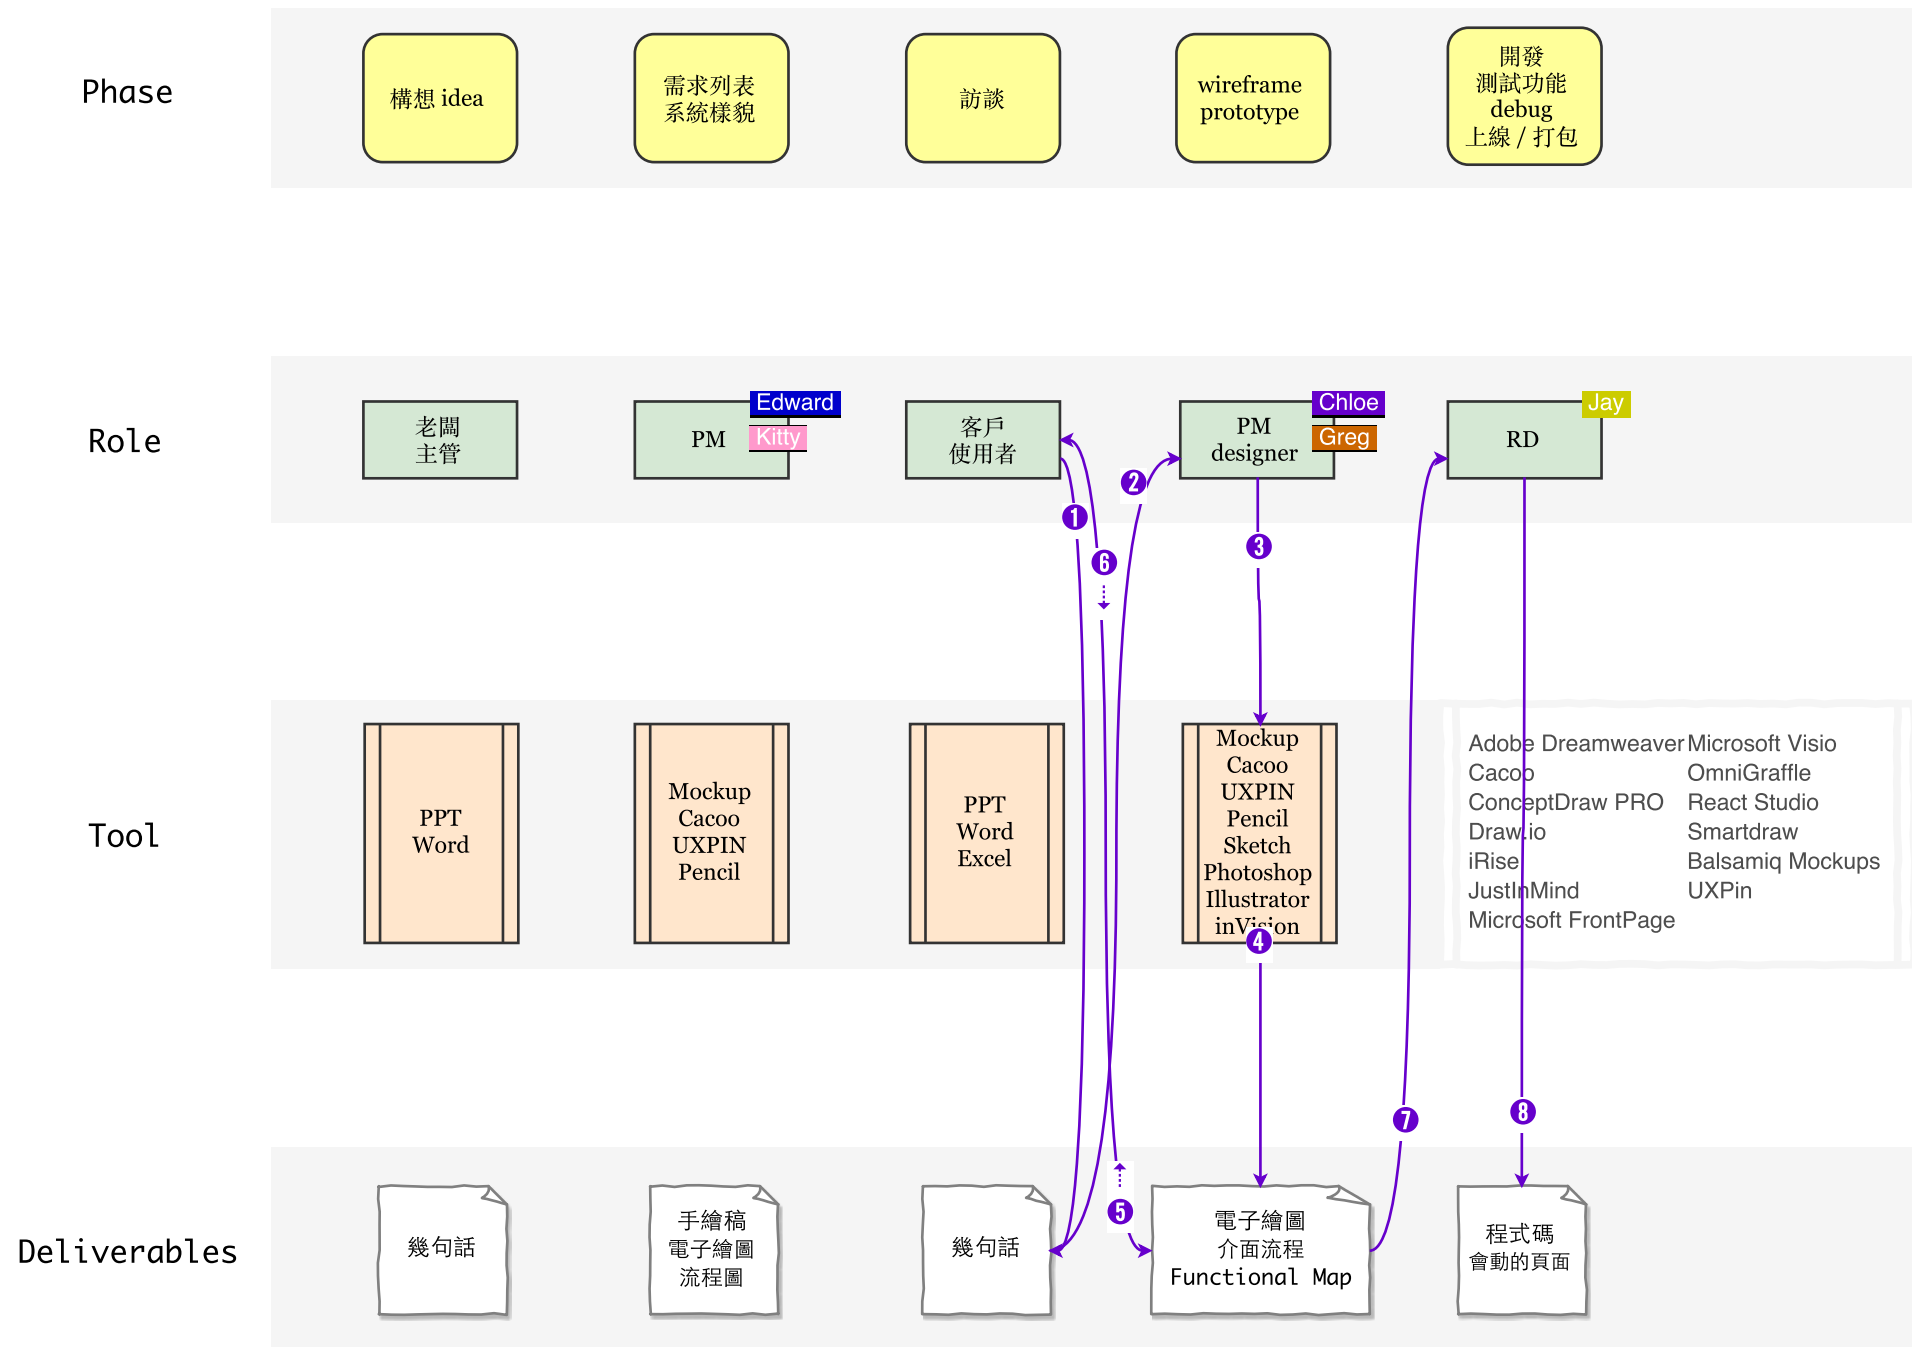 Phase
構想 idea
需求列表
系統樣貌
訪談
wireframe
prototype
開發
測試功能
debug
上線 / 打包
Role
老闆
主管
PM
Edward
Kitty
客戶
使用者
PM
designer
Chloe
Greg
RD
Jay
1
2
3
6
Tool
PPT
Word
Mockup
Cacoo
UXPIN
Pencil
PPT
Word
Excel
Mockup
Cacoo
UXPIN
Pencil
Sketch
Photoshop
Illustrator
inVision
4
Adobe Dreamweaver
Cacoo
ConceptDraw PRO
Draw.io
iRise
JustInMind
Microsoft FrontPage
Microsoft Visio
OmniGraffle
React Studio
Smartdraw
Balsamiq Mockups
UXPin
7
8
5
Deliverables
幾句話
手繪稿
電子繪圖
流程圖
幾句話
電子繪圖
介面流程
Functional Map
程式碼
會動的頁面